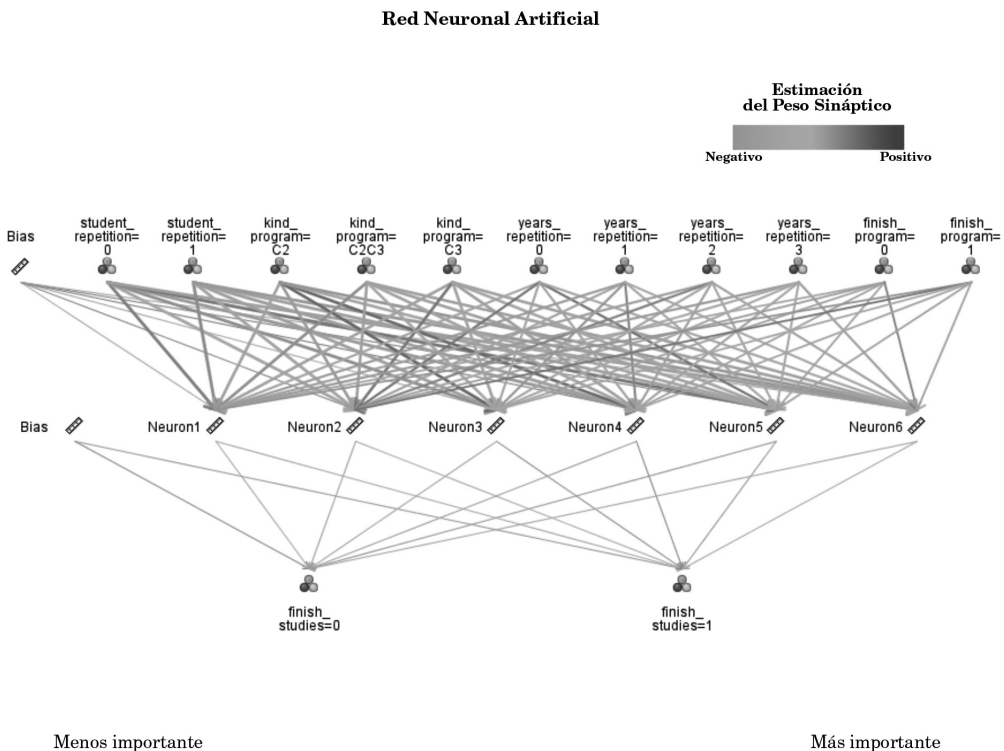 Red Neuronal Artificial
Estimación
del Peso Sináptico
Negativo Positivo
Bias
student_
repetition=
0
student_
repetition=
1
kind_
program=
C2
kind_
program=
C2C3
kind_
program=
C3
years_
repetition=
0
years_
repetition=
1
years_
repetition=
2
years_
repetition=
3
finish_
program=
0
finish_
program=
1
Bias
Neuron1
Neuron2
Neuron3
Neuron4
Neuron5
Neuron6
finish_
studies=0
finish_
studies=1
Menos importante
Más importante